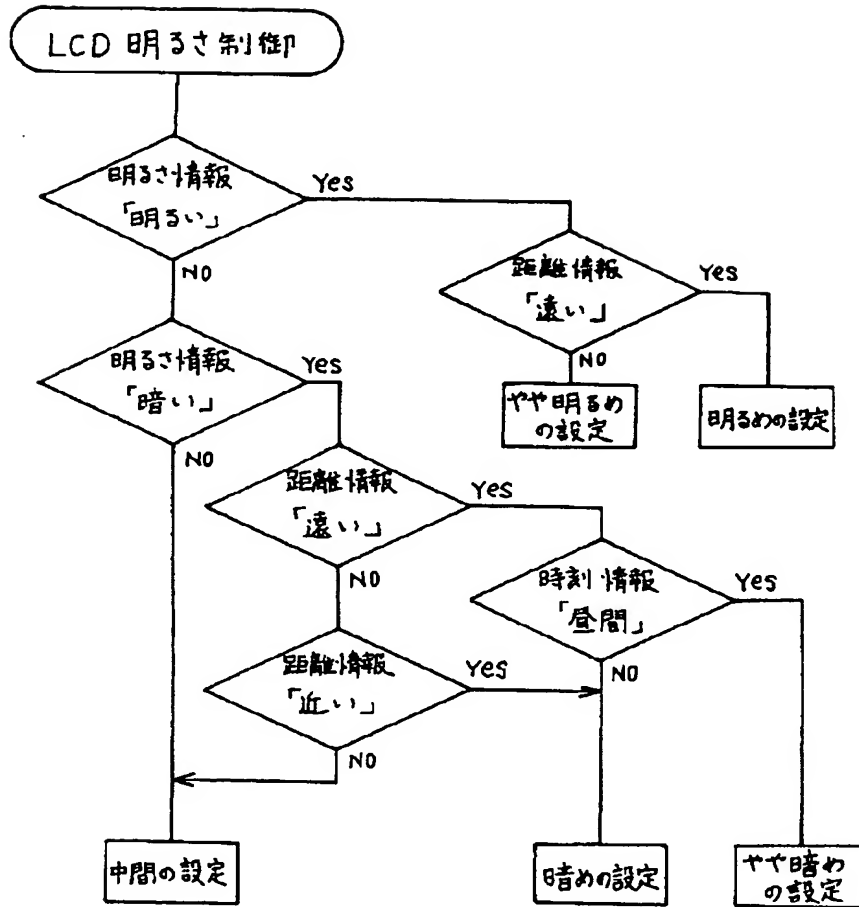 LCD 明るさ制御
明るさ情報
「明るい」
Yes
NO
距離情報
「遠い」
Yes
NO
やや明るめ
の設定
明るめの設定
明るさ情報
「暗い」
Yes
NO
距離情報
「遠い」
Yes
NO
時刻情報
「昼間」
Yes
NO
距離情報
「近い」
Yes
NO
中間の設定
暗めの設定
やや暗め
の設定